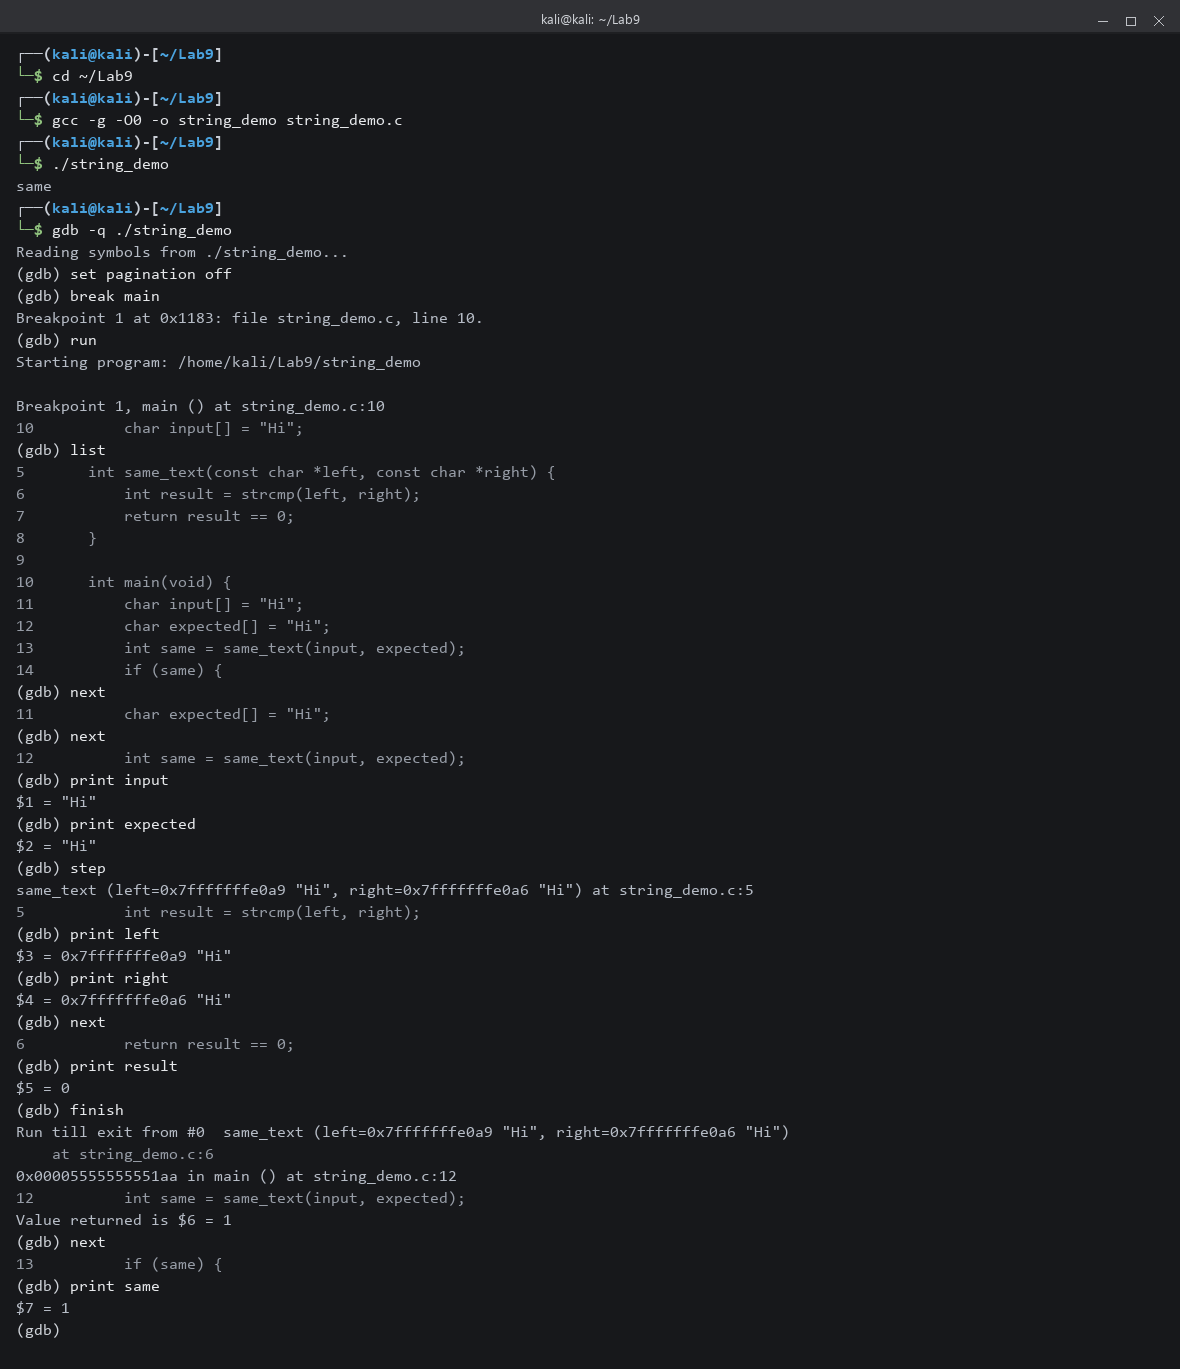 kali@kali: ~/Lab9
┌──(kali@kali)-[~/Lab9]
└─$ cd ~/Lab9
┌──(kali@kali)-[~/Lab9]
└─$ gcc -g -O0 -o string_demo string_demo.c
┌──(kali@kali)-[~/Lab9]
└─$ ./string_demo
same
┌──(kali@kali)-[~/Lab9]
└─$ gdb -q ./string_demo
Reading symbols from ./string_demo...
(gdb) set pagination off
(gdb) break main
Breakpoint 1 at 0x1183: file string_demo.c, line 10.
(gdb) run
Starting program: /home/kali/Lab9/string_demo

Breakpoint 1, main () at string_demo.c:10
10          char input[] = "Hi";
(gdb) list
5       int same_text(const char *left, const char *right) {
6           int result = strcmp(left, right);
7           return result == 0;
8       }
9
10      int main(void) {
11          char input[] = "Hi";
12          char expected[] = "Hi";
13          int same = same_text(input, expected);
14          if (same) {
(gdb) next
11          char expected[] = "Hi";
(gdb) next
12          int same = same_text(input, expected);
(gdb) print input
$1 = "Hi"
(gdb) print expected
$2 = "Hi"
(gdb) step
same_text (left=0x7fffffffe0a9 "Hi", right=0x7fffffffe0a6 "Hi") at string_demo.c:5
5           int result = strcmp(left, right);
(gdb) print left
$3 = 0x7fffffffe0a9 "Hi"
(gdb) print right
$4 = 0x7fffffffe0a6 "Hi"
(gdb) next
6           return result == 0;
(gdb) print result
$5 = 0
(gdb) finish
Run till exit from #0  same_text (left=0x7fffffffe0a9 "Hi", right=0x7fffffffe0a6 "Hi")
    at string_demo.c:6
0x00005555555551aa in main () at string_demo.c:12
12          int same = same_text(input, expected);
Value returned is $6 = 1
(gdb) next
13          if (same) {
(gdb) print same
$7 = 1
(gdb)